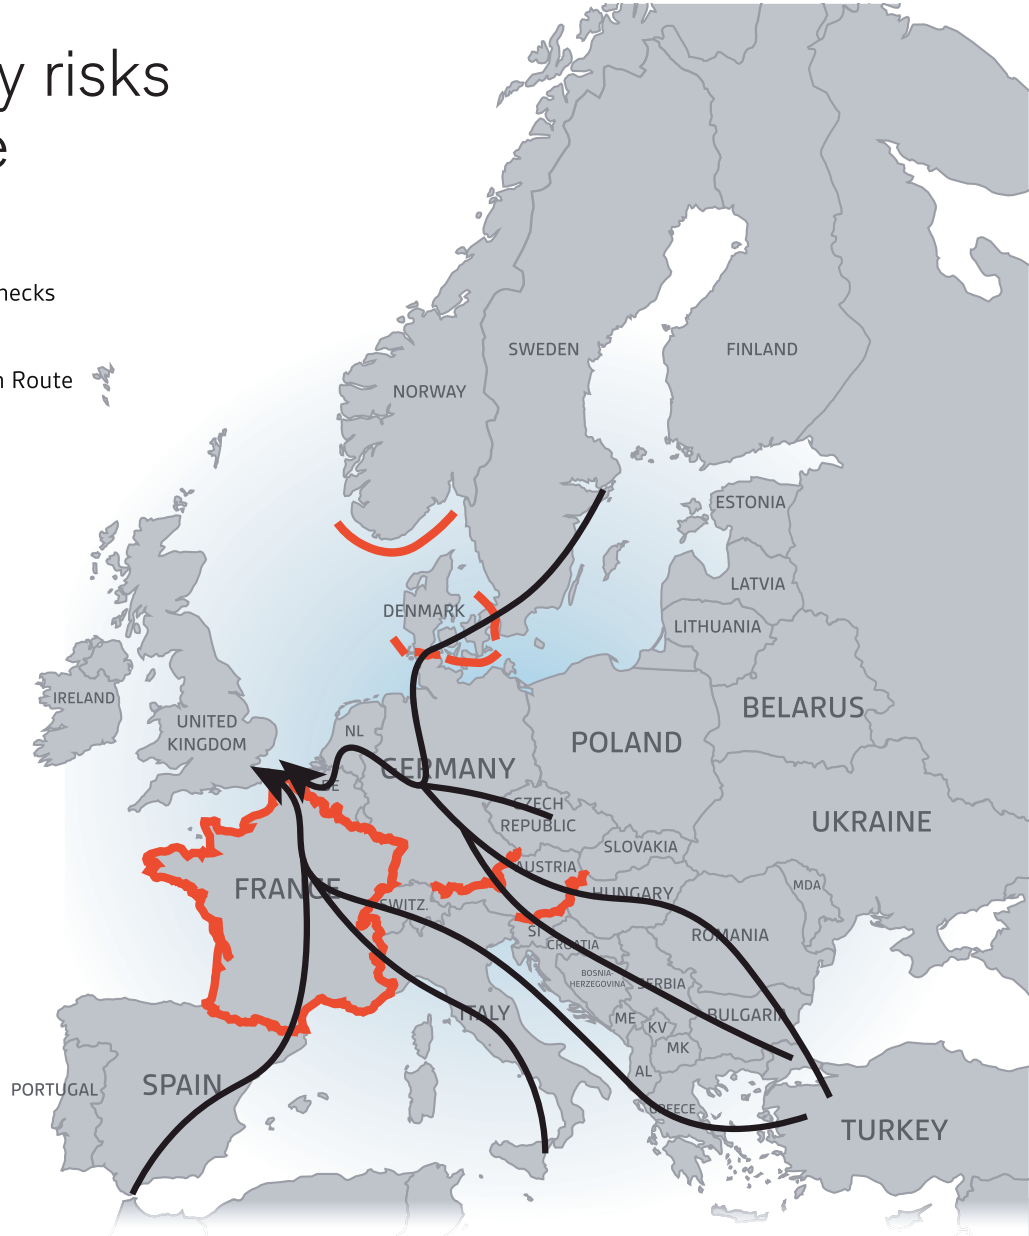 y risks
e
hecks
n Route
SWEDEN
FINLAND
NORWAY
ESTONIA
LATVIA
DENMARK
LITHUANIA
IRELAND
BELARUS
UNITED
KINGDOM
NL
POLAND
GERMANY
BE
CZECH
REPUBLIC
UKRAINE
SLOVAKIA
AUSTRIA
FRANCE
HUNGARY
MDA
SWITZ.
SI
ROMANIA
CROATIA
BOSNIA-
HERZEGOVINA
SERBIA
ITALY
ME
BULGARIA
KV
MK
AL
PORTUGAL
SPAIN
GREECE
TURKEY